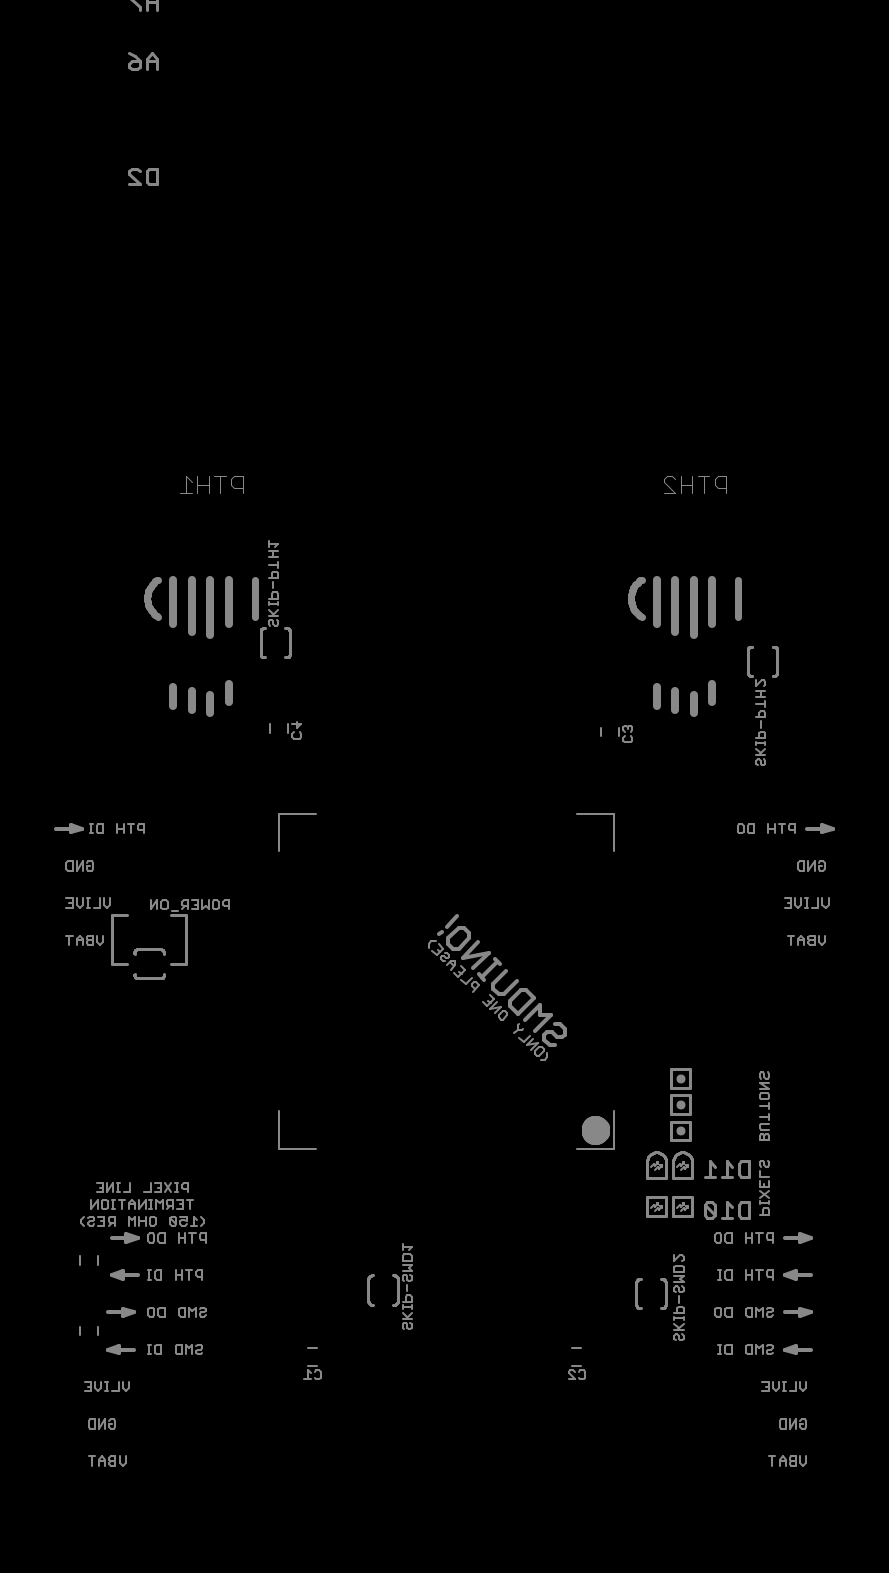 A6
D2
PTH1
PTH2
SKIP-PTH1
SKIP-PTH2
C4
C3
PTH DI
PTH DO
GND
GND
VLIVE
POWER_ON
VLIVE
VBAT
VBAT
SMDUINO!
(ONLY ONE PLEASE)
BUTTONS
D11
PIXELS
D10
PIXEL LINE
TERMINATION
(150 OHM RES)
PTH DO
PTH DO
PTH DI
SKIP-SMD1
SKIP-SMD2
PTH DI
SMD DO
SMD DO
SMD DI
SMD DI
C1
C2
VLIVE
VLIVE
GND
GND
VBAT
VBAT